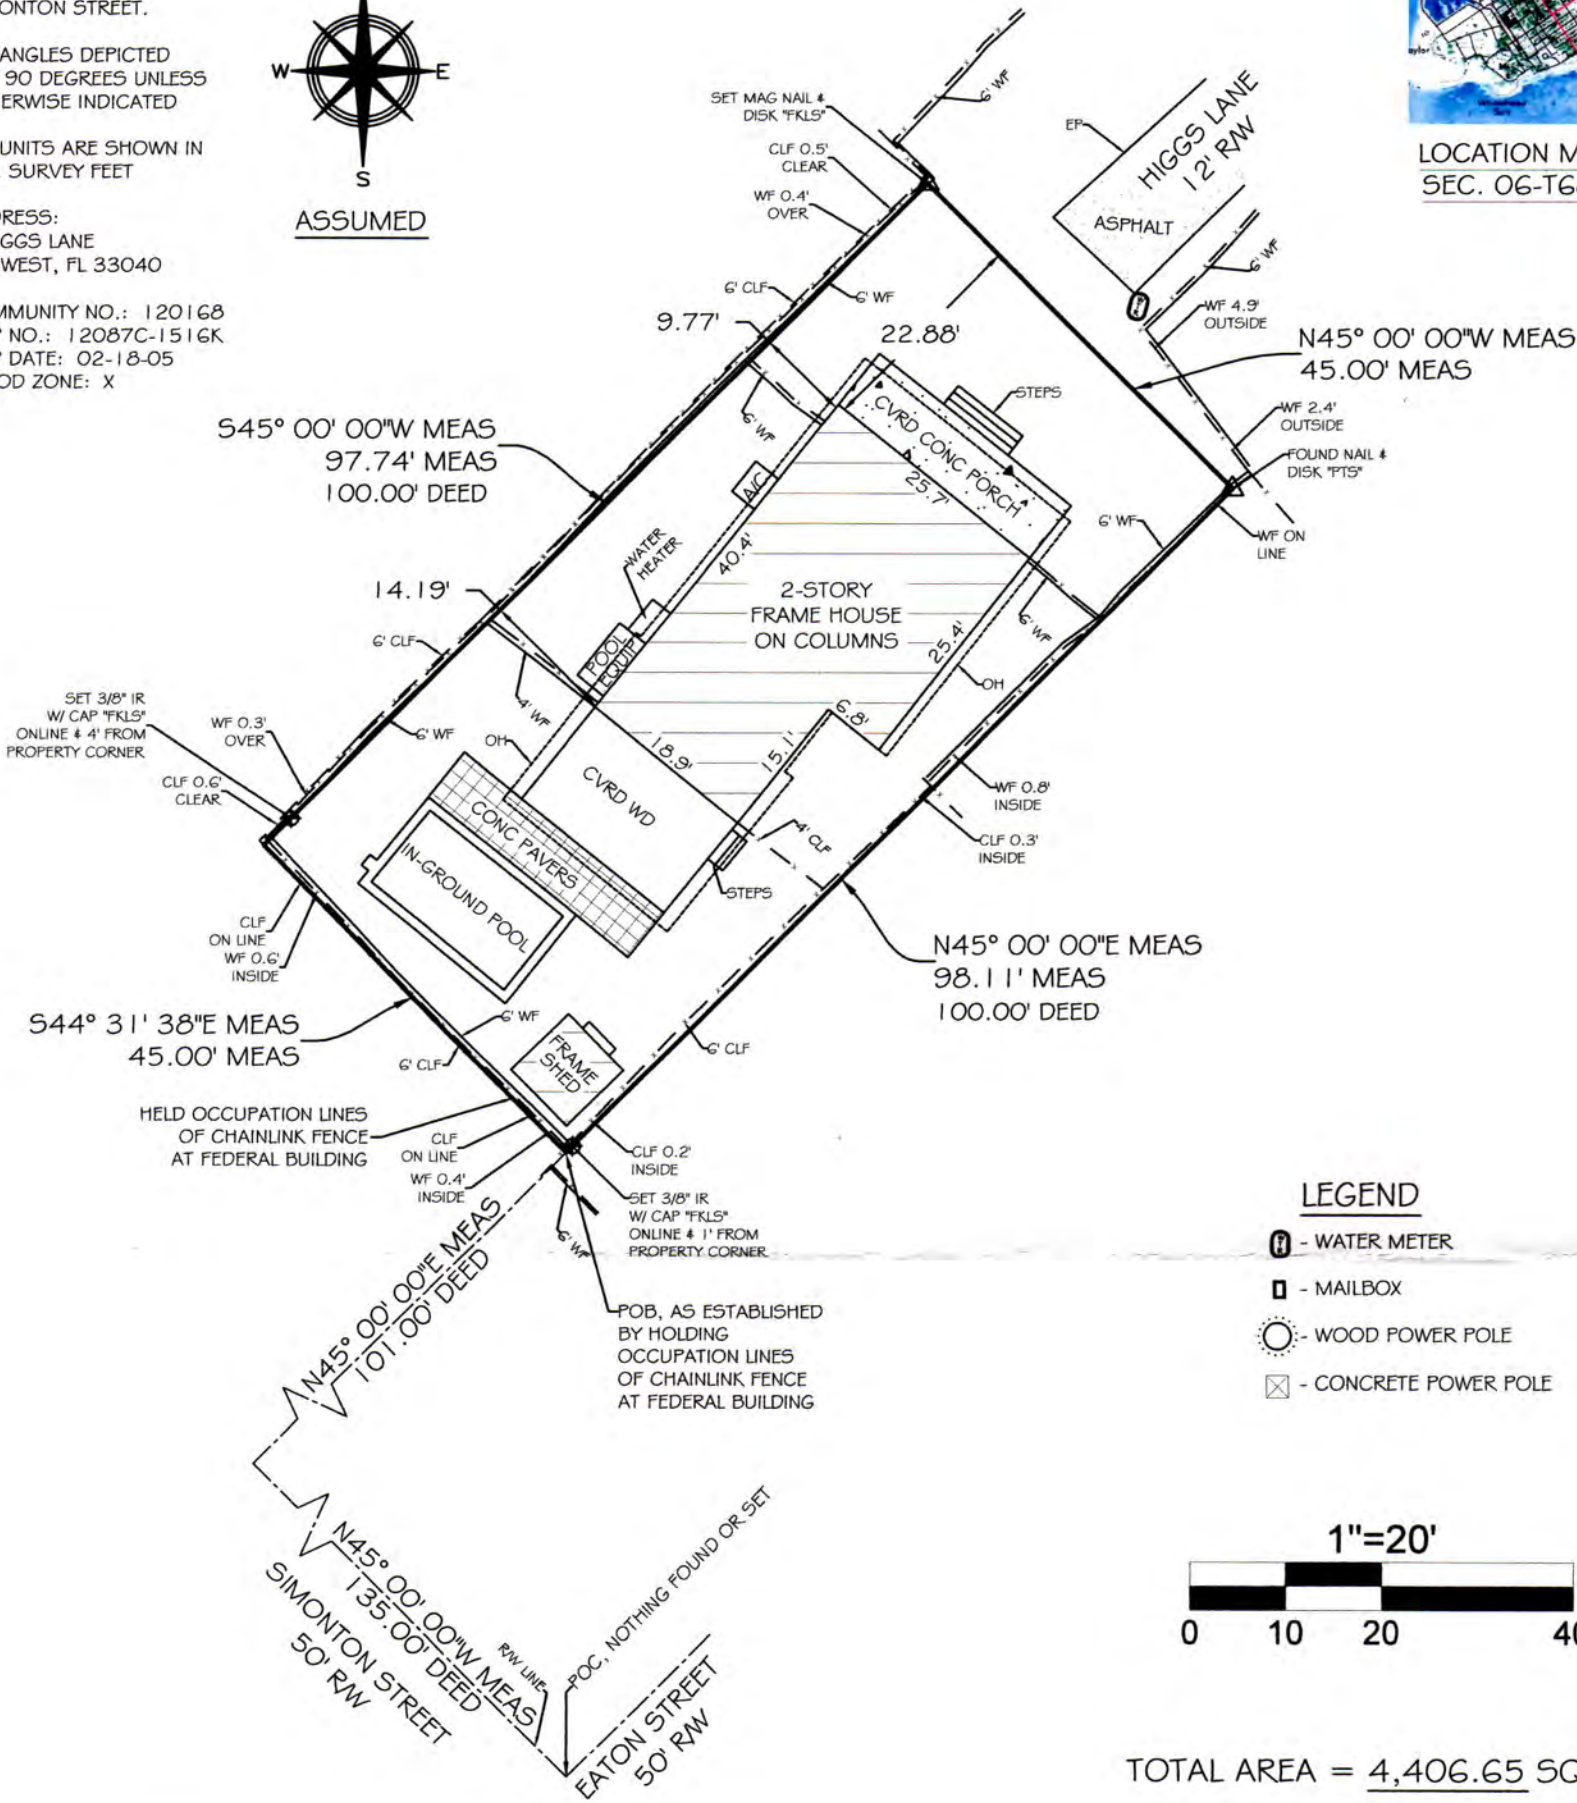 ONTON STREET.
ANGLES DEPICTED
90 DEGREES UNLESS
ERWISE INDICATED
UNITS ARE SHOWN IN
SURVEY FEET
RESS:
GGS LANE
WEST, FL 33040
MMUNITY NO.: 120168
NO.: 12087C-1516K
DATE: 02-18-05
OD ZONE: X
W
E
S
ASSUMED
LOCATION M
SEC. 06-T6
SET MAG NAIL &
DISK "FKLS"
CLF 0.5'
CLEAR
WF 0.4'
OVER
6' WF
EP
HIGGS LANE
12' R/W
ASPHALT
6' WF
WF 4.9'
OUTSIDE
N45° 00' 00"W MEAS
45.00' MEAS
WF 2.4'
OUTSIDE
FOUND NAIL &
DISK "PTS"
WF ON
LINE
6' WF
6' CLF
6' WF
9.77'
22.88'
STEPS
6' WF
CVRD CONC PORCH
25.7'
S45° 00' 00"W MEAS
97.74' MEAS
100.00' DEED
A/C
WATER
HEATER
40.4'
2-STORY
FRAME HOUSE
ON COLUMNS
25.4'
6' WF
OH
14.19'
6' CLF
POOL
EQUIP
4' WF
6.8'
15.1'
18.9'
SET 3/8" IR
W/ CAP "FKLS"
ONLINE & 4' FROM
PROPERTY CORNER
WF 0.3'
OVER
6' WF
OH
CLF 0.6'
CLEAR
CVRD WD
CONC PAVERS
IN-GROUND POOL
4' CLF
STEPS
WF 0.8'
INSIDE
CLF 0.3'
INSIDE
CLF
ON LINE
WF 0.6'
INSIDE
N45° 00' 00"E MEAS
98.11' MEAS
100.00' DEED
S44° 31' 38"E MEAS
45.00' MEAS
6' WF
6' CLF
FRAME
SHED
6' CLF
HELD OCCUPATION LINES
OF CHAINLINK FENCE
AT FEDERAL BUILDING
CLF
ON LINE
WF 0.4'
INSIDE
CLF 0.2'
INSIDE
SET 3/8" IR
W/ CAP "FKLS"
ONLINE & 1' FROM
PROPERTY CORNER
6' WF
N45° 00' 00"E MEAS
101.00' DEED
POB, AS ESTABLISHED
BY HOLDING
OCCUPATION LINES
OF CHAINLINK FENCE
AT FEDERAL BUILDING
LEGEND
- WATER METER
- MAILBOX
- WOOD POWER POLE
- CONCRETE POWER POLE
N45° 00' 00"W MEAS
135.00' DEED
SIMONTON STREET
50' R/W
R/W LINE
POC, NOTHING FOUND OR SET
EATON STREET
50' R/W
1"=20'
0 10 20 40
TOTAL AREA = 4,406.65 SQ